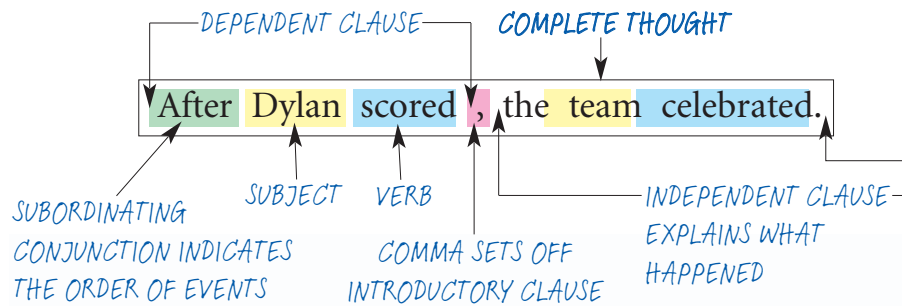 DEPENDENT CLAUSE
COMPLETE THOUGHT
After Dylan scored , the team celebrated.
SUBORDINATING
CONJUNCTION INDICATES
THE ORDER OF EVENTS
SUBJECT
VERB
COMMA SETS OFF
INTRODUCTORY CLAUSE
INDEPENDENT CLAUSE
EXPLAINS WHAT
HAPPENED